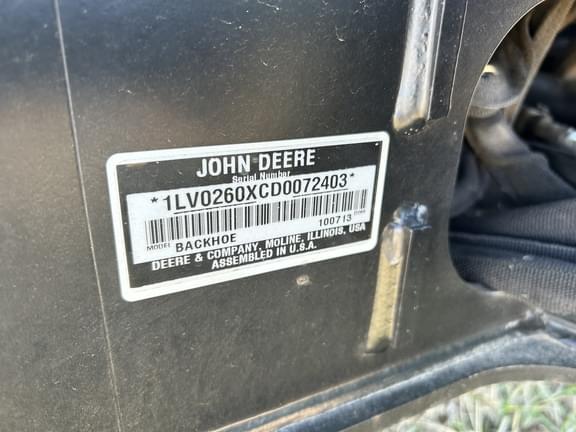 JOHN DEERE
Serial Number
*1LV0260XCD0072403*
100713
MODEL BACKHOE
DEERE & COMPANY, MOLINE, ILLINOIS, USA
ASSEMBLED IN U.S.A.